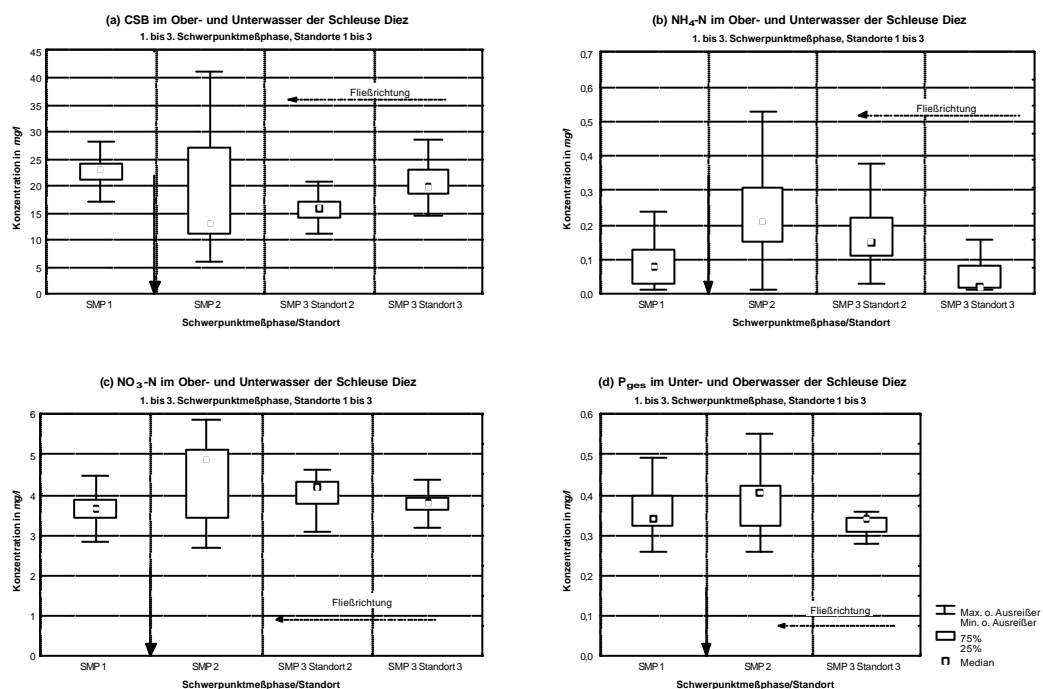 (a) CSB im Ober- und Unterwasser der Schleuse Diez
1. bis 3. Schwerpunktmeßphase, Standorte 1 bis 3
Konzentration in mg/l
45
40
35
30
25
20
15
10
5
0
Fließrichtung
SMP 1
SMP 2
SMP 3 Standort 2
SMP 3 Standort 3
Schwerpunktmeßphase/Standort
(b) NH4-N im Ober- und Unterwasser der Schleuse Diez
1. bis 3. Schwerpunktmeßphase, Standorte 1 bis 3
Konzentration in mg/l
0,7
0,6
0,5
0,4
0,3
0,2
0,1
0,0
Fließrichtung
SMP 1
SMP 2
SMP 3 Standort 2
SMP 3 Standort 3
Schwerpunktmeßphase/Standort
(c) NO3-N im Ober- und Unterwasser der Schleuse Diez
1. bis 3. Schwerpunktmeßphase, Standorte 1 bis 3
Konzentration in mg/l
6
5
4
3
2
1
0
Fließrichtung
SMP 1
SMP 2
SMP 3 Standort 2
SMP 3 Standort 3
Schwerpunktmeßphase/Standort
(d) Pges im Unter- und Oberwasser der Schleuse Diez
1. bis 3. Schwerpunktmeßphase, Standorte 1 bis 3
Konzentration in mg/l
0,6
0,5
0,4
0,3
0,2
0,1
0,0
Fließrichtung
SMP 1
SMP 2
SMP 3 Standort 3
Schwerpunktmeßphase/Standort
Max. o. Ausreißer
Min. o. Ausreißer
75%
25%
Median